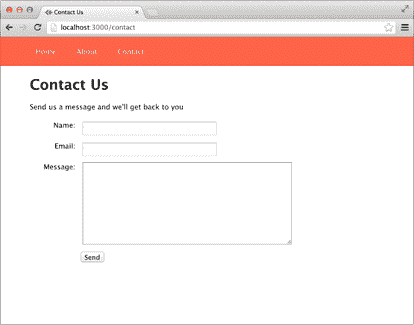 Contact Us
localhost:3000/contact
Home About Contact
Contact Us
Send us a message and we'll get back to you
Name:
Email:
Message:
Send